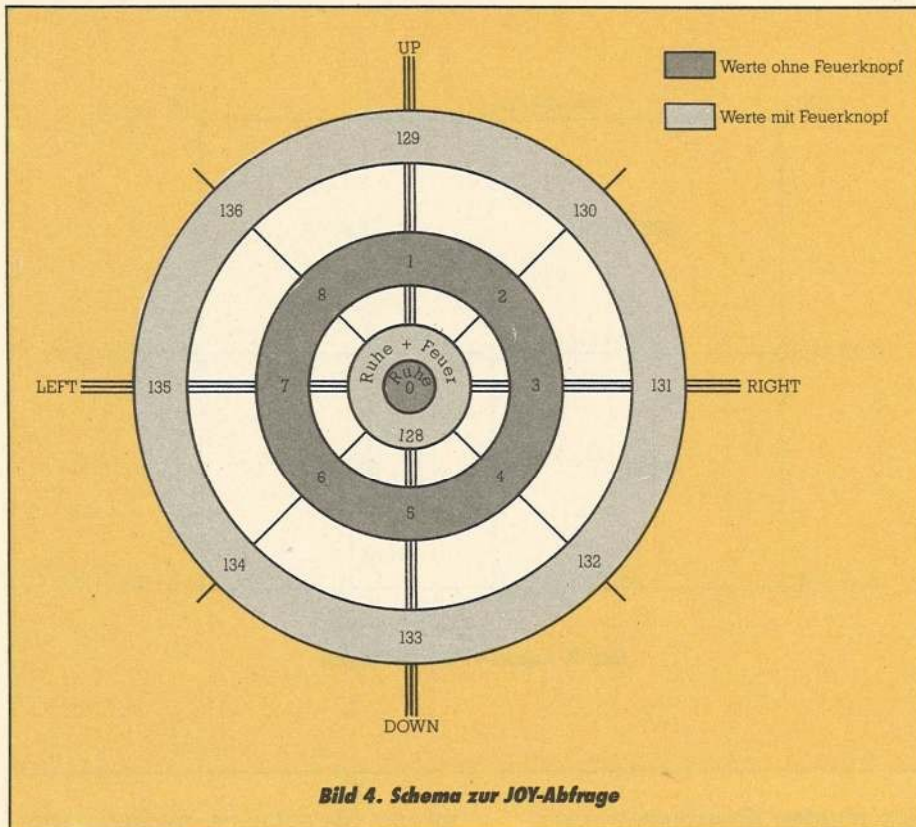 UP
Werte ohne Feuerknopf
Werte mit Feuerknopf
129
136
130
1
8
2
Ruhe + Feuer
Ruhe
LEFT
135
7
0
3
131
RIGHT
128
6
4
5
134
132
133
DOWN
Bild 4. Schema zur JOY-Abfrage